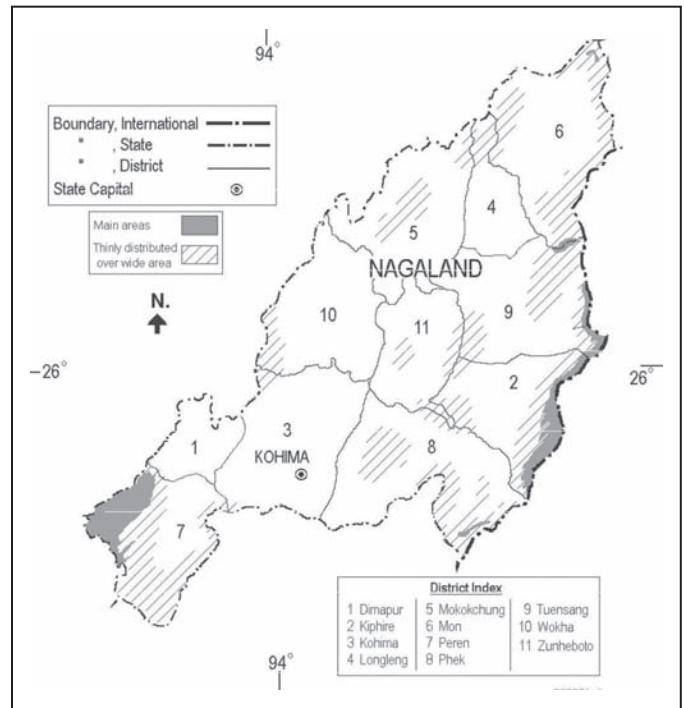 94°
Boundary, International
" , State
" , District
State Capital
Main areas
Thinly distributed
over wide area
N.
6
4
5
NAGALAND
10
11
9
26°
26°
2
3
KOHIMA
8
1
7
District Index
1 Dimapur
2 Kiphire
3 Kohima
4 Longleng
5 Mokokchung
6 Mon
7 Peren
8 Phek
9 Tuensang
10 Wokha
11 Zunheboto
94°